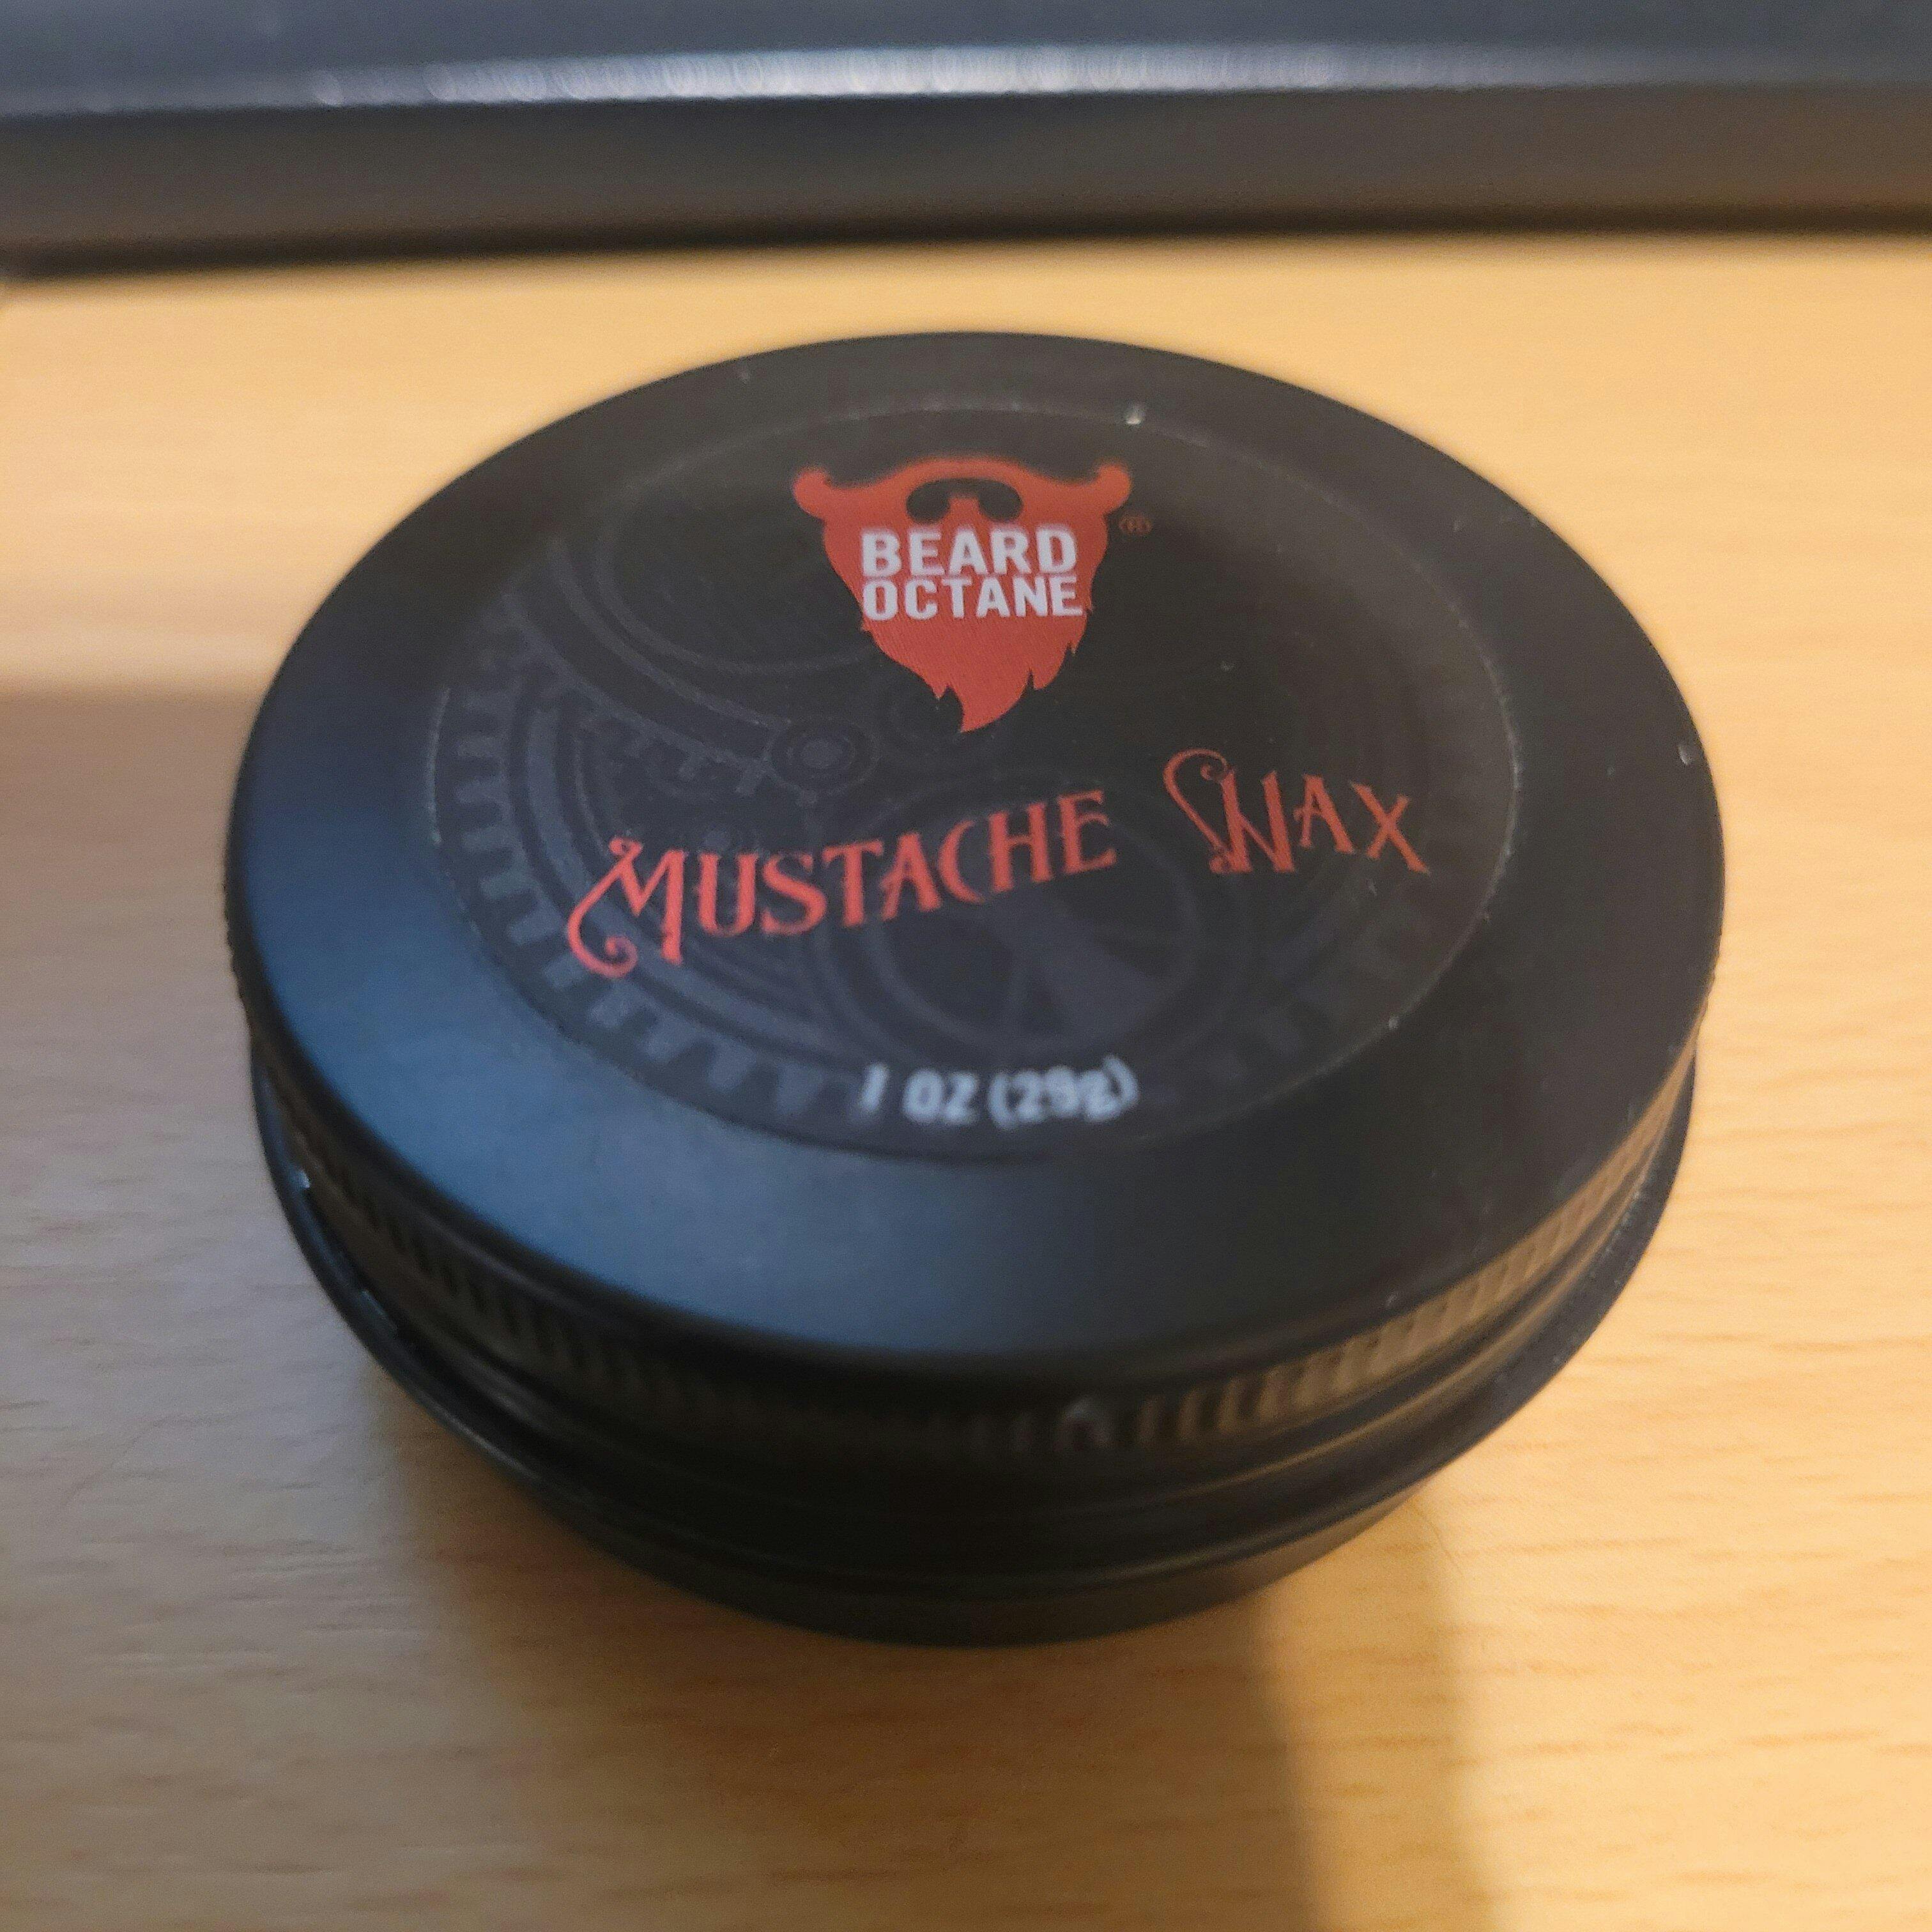 BEARD
OCTANE
®
MUSTACHE WAX
1 OZ (29g)